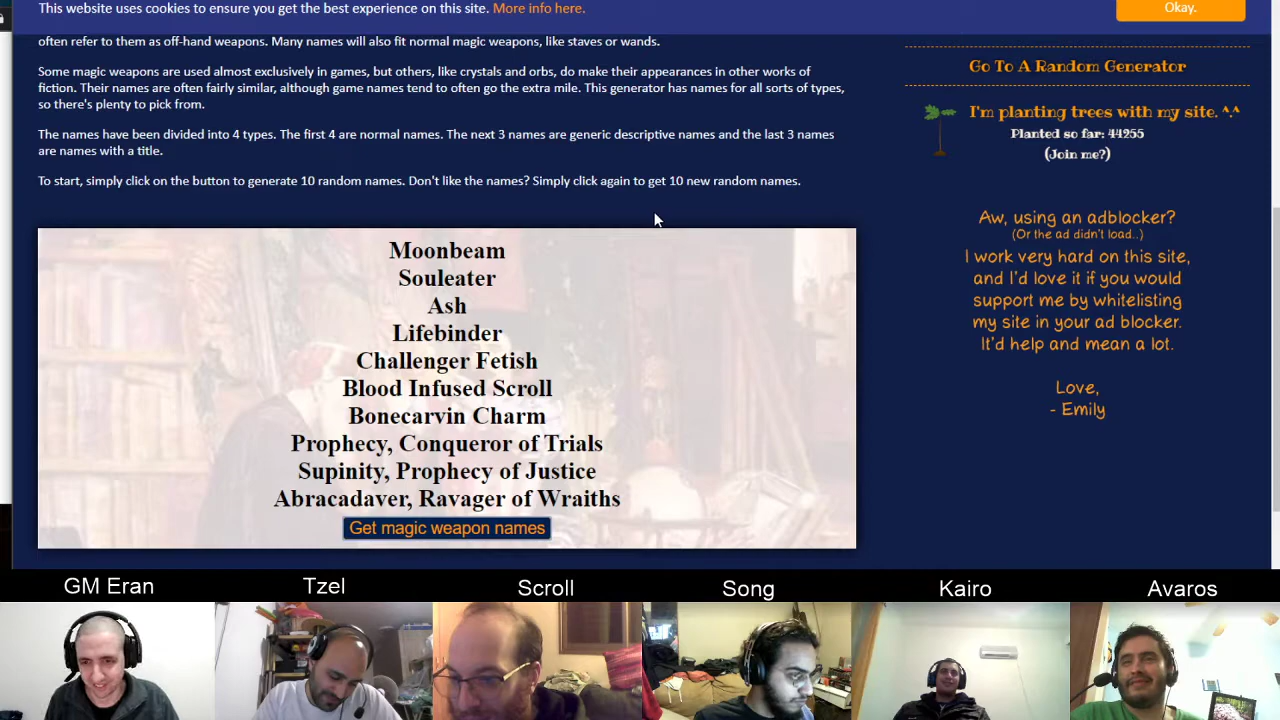 This website uses cookies to ensure you get the best experience on this site. More info here.
Okay.
often refer to them as off-hand weapons. Many names will also fit normal magic weapons, like staves or wands.
Some magic weapons are used almost exclusively in games, but others, like crystals and orbs, do make their appearances in other works of
fiction. Their names are often fairly similar, although game names tend to often go the extra mile. This generator has names for all sorts of types,
so there's plenty to pick from.
The names have been divided into 4 types. The first 4 are normal names. The next 3 names are generic descriptive names and the last 3 names
are names with a title.
To start, simply click on the button to generate 10 random names. Don't like the names? Simply click again to get 10 new random names.
Moonbeam
Souleater
Ash
Lifebinder
Challenger Fetish
Blood Infused Scroll
Bonecarvin Charm
Prophecy, Conqueror of Trials
Supinity, Prophecy of Justice
Abracadaver, Ravager of Wraiths
Get magic weapon names
Go To A Random Generator
I'm planting trees with my site. ^.^
Planted so far: 44255
(Join me?)
Aw, using an adblocker?
(Or the ad didn't load..)
I work very hard on this site,
and I'd love it if you would
support me by whitelisting
my site in your ad blocker.
It'd help and mean a lot.
Love,
- Emily
GM Eran
Tzel
Scroll
Song
Kairo
Avaros